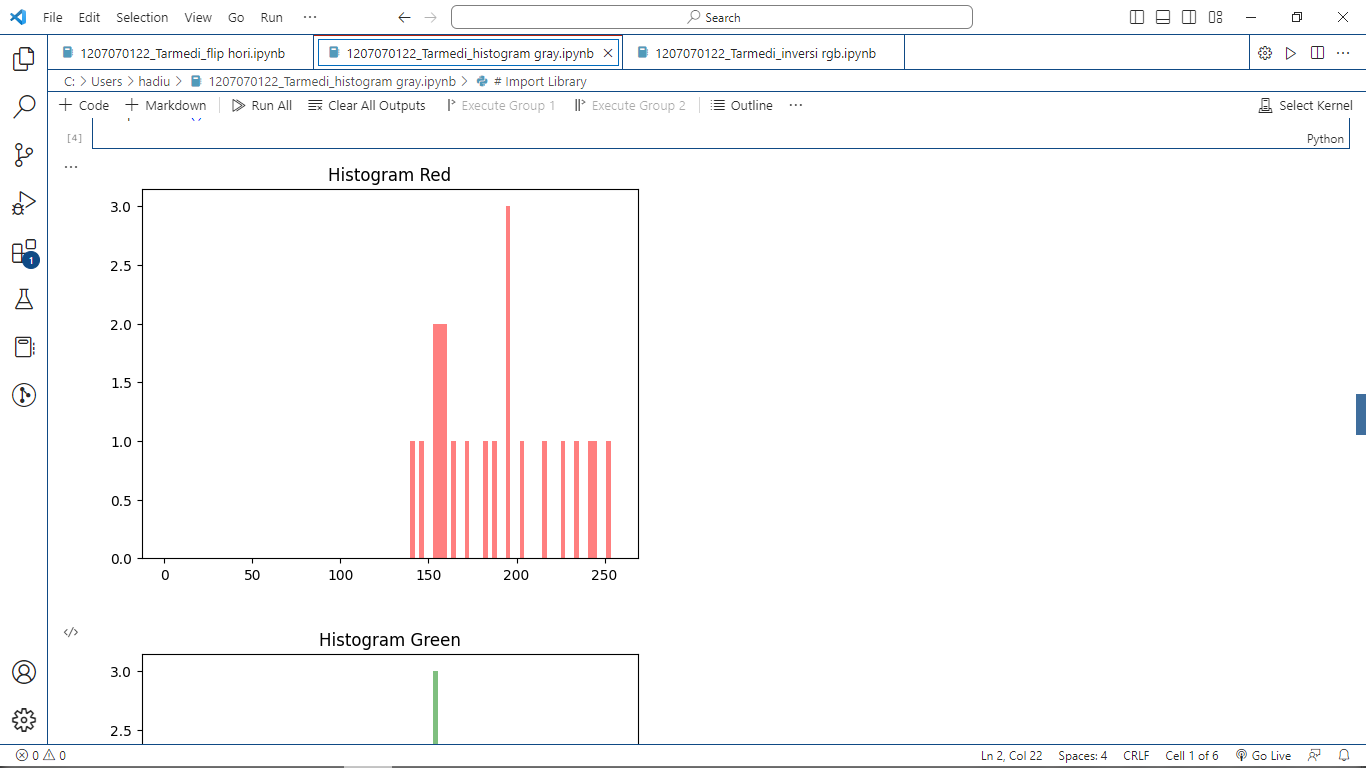 File Edit Selection View Go Run ··· Search
1207070122_Tarmedi_flip hori.ipynb 1207070122_Tarmedi_histogram gray.ipynb 1207070122_Tarmedi_inversi rgb.ipynb
C: > Users > hadiu > 1207070122_Tarmedi_histogram gray.ipynb > # Import Library
+ Code + Markdown Run All Clear All Outputs Execute Group 1 Execute Group 2 Outline ··· Select Kernel
[4] Python
...
Histogram Red
3.0
2.5
2.0
1.5
1.0
0.5
0.0
0 50 100 150 200 250
1
Histogram Green
3.0
2.5
0 0 Ln 2, Col 22 Spaces: 4 CRLF Cell 1 of 6 Go Live